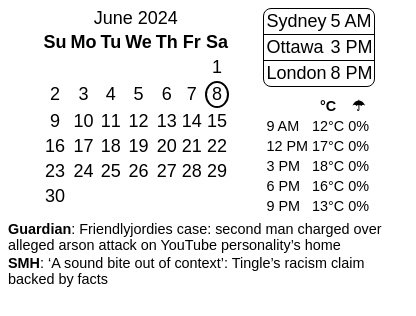 June 2024
Su Mo Tu We Th Fr Sa
1
2 3 4 5 6 7 8
9 10 11 12 13 14 15
16 17 18 19 20 21 22
23 24 25 26 27 28 29
30
Sydney 5 AM
Ottawa 3 PM
London 8 PM
°C ☂
9 AM 12°C 0%
12 PM 17°C 0%
3 PM 18°C 0%
6 PM 16°C 0%
9 PM 13°C 0%
Guardian: Friendlyjordies case: second man charged over
alleged arson attack on YouTube personality’s home
SMH: ‘A sound bite out of context’: Tingle’s racism claim
backed by facts